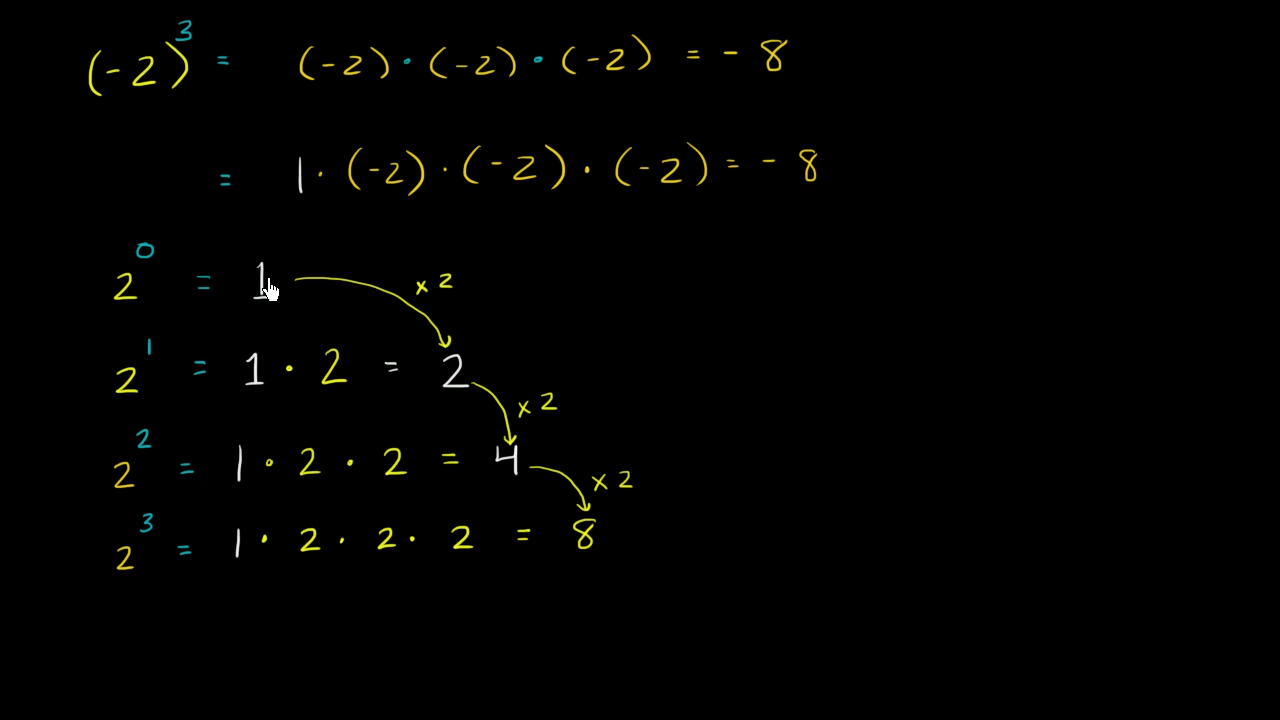 (-2)³ = (-2) · (-2) · (-2) = - 8
= 1 · (-2) · (-2) · (-2) = - 8
2⁰ = 1 x 2
2¹ = 1 · 2 = 2 x 2
2² = 1 · 2 · 2 = 4 x 2
2³ = 1 · 2 · 2 · 2 = 8